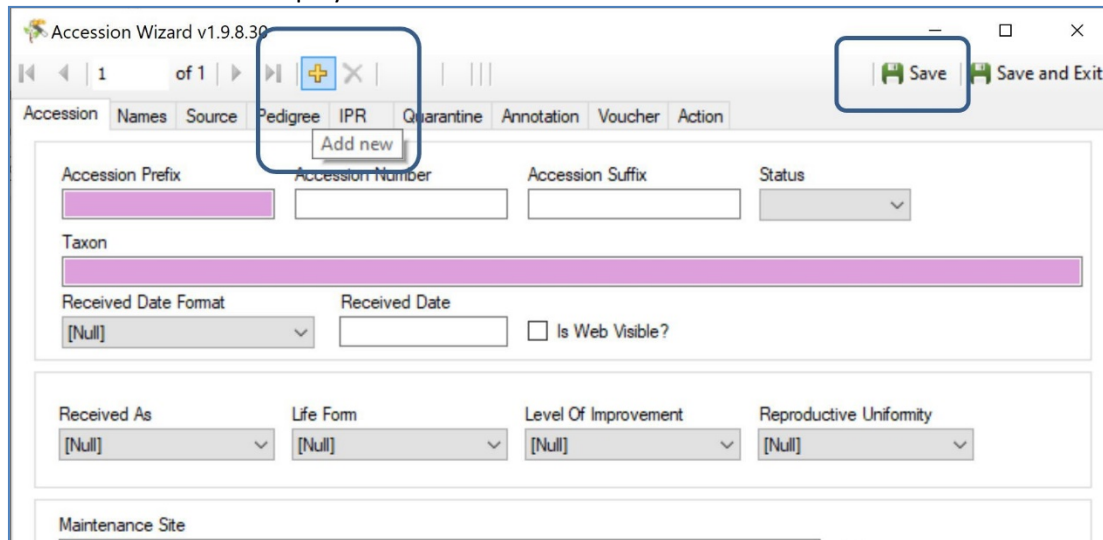 Accession Wizard v1.9.8.30
1 of 1 Save Save and Exit
Accession Names Source Pedigree IPR Quarantine Annotation Voucher Action
Add new
Accession Prefix Accession Number Accession Suffix Status
Taxon
Received Date Format Received Date
[Null] Is Web Visible?
Received As Life Form Level Of Improvement Reproductive Uniformity
[Null] [Null] [Null] [Null]
Maintenance Site